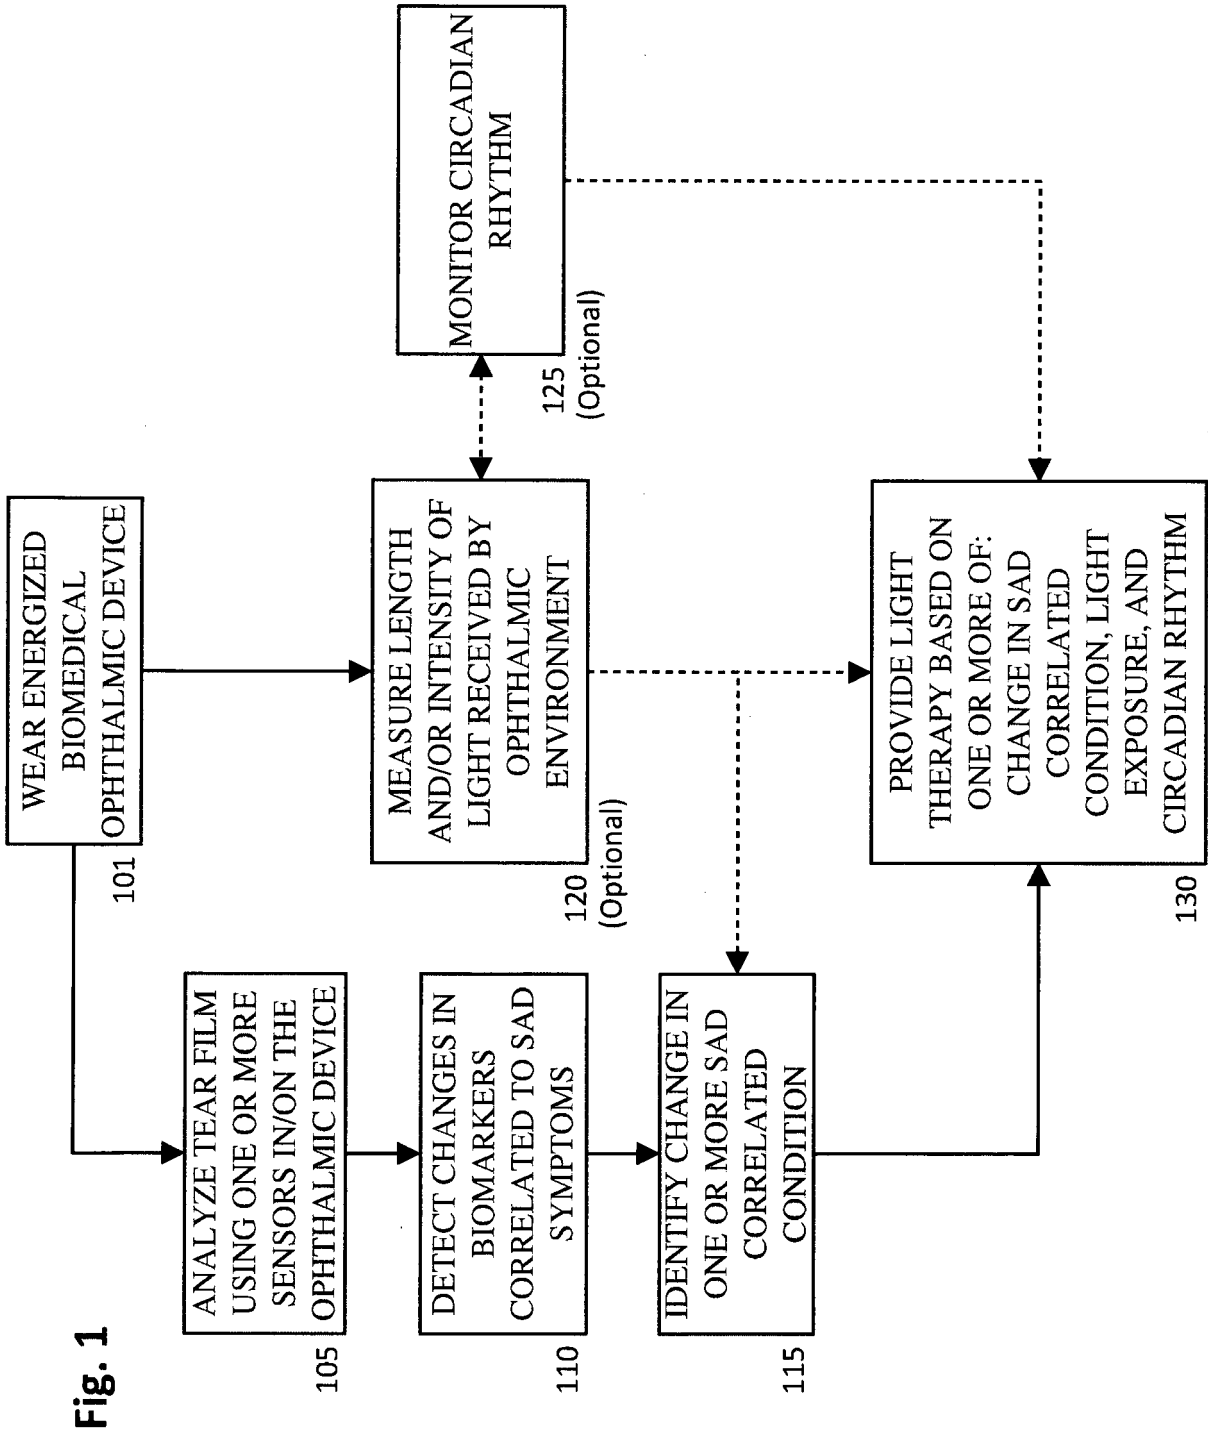 Fig. 1
WEAR ENERGIZED
BIOMEDICAL
OPHTHALMIC DEVICE
101
ANALYZE TEAR FILM
USING ONE OR MORE
SENSORS IN/ON THE
OPHTHALMIC DEVICE
105
DETECT CHANGES IN
BIOMARKERS
CORRELATED TO SAD
SYMPTOMS
110
IDENTIFY CHANGE IN
ONE OR MORE SAD
CORRELATED
CONDITION
115
MEASURE LENGTH
AND/OR INTENSITY OF
LIGHT RECEIVED BY
OPHTHALMIC
ENVIRONMENT
120
(Optional)
MONITOR CIRCADIAN
RHYTHM
125
(Optional)
PROVIDE LIGHT
THERAPY BASED ON
ONE OR MORE OF:
CHANGE IN SAD
CORRELATED
CONDITION, LIGHT
EXPOSURE, AND
CIRCADIAN RHYTHM
130